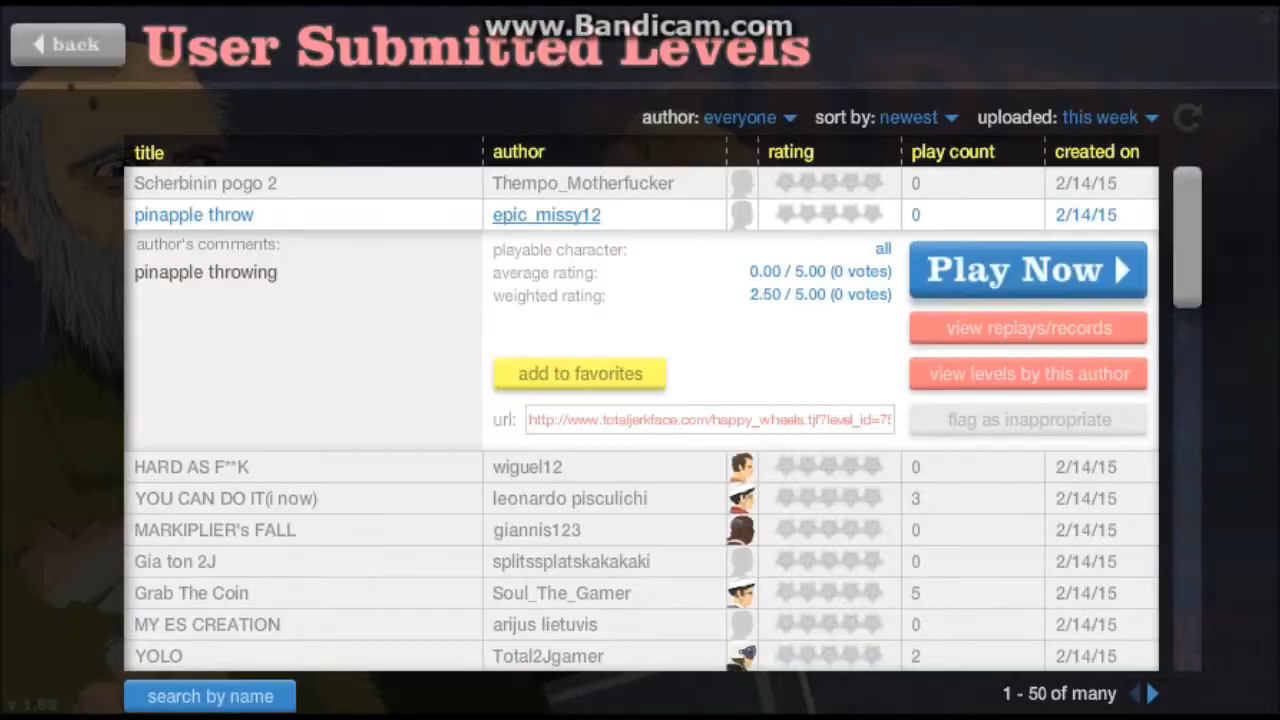 www.Bandicam.com
back
User Submitted Levels
author: everyone sort by: newest uploaded: this week
title author rating play count created on
Scherbinin pogo 2 Thempo_Motherfucker 0 2/14/15
pinapple throw epic_missy12 0 2/14/15
author's comments:
pinapple throwing
playable character: all
average rating: 0.00 / 5.00 (0 votes)
weighted rating: 2.50 / 5.00 (0 votes)
Play Now
view replays/records
add to favorites
view levels by this author
url: http://www.totaljerkface.com/happy_wheels.tjf?level_id=75
flag as inappropriate
HARD AS F**K wiguel12 0 2/14/15
YOU CAN DO IT(i now) leonardo pisculichi 3 2/14/15
MARKIPLIER's FALL giannis123 0 2/14/15
Gia ton 2J splitssplatskakakaki 0 2/14/15
Grab The Coin Soul_The_Gamer 5 2/14/15
MY ES CREATION arijus lietuvis 0 2/14/15
YOLO Total2Jgamer 2 2/14/15
search by name
1 - 50 of many
v 1.89